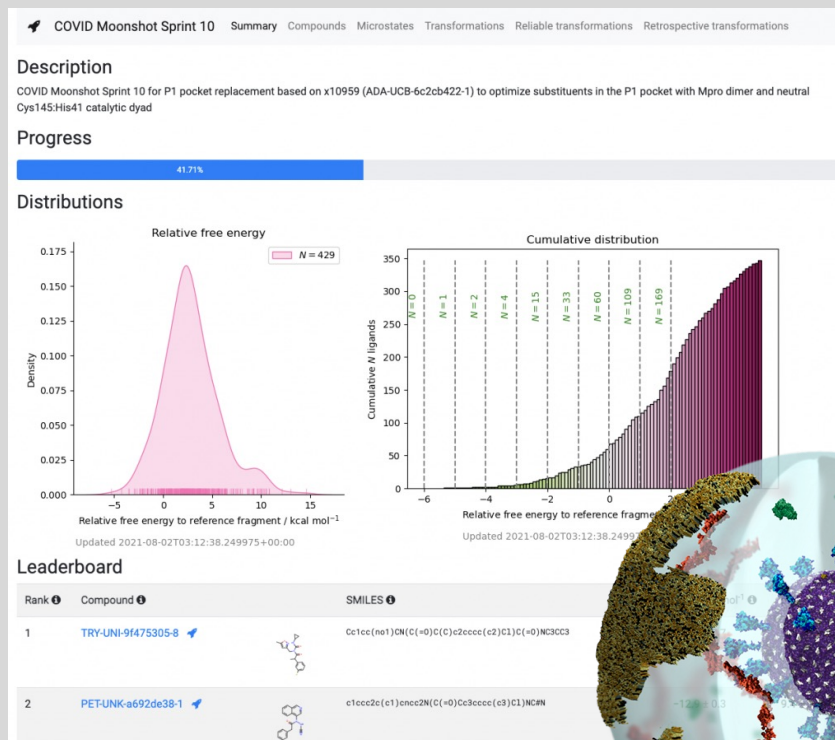 COVID Moonshot Sprint 10 Summary Compounds Microstates Transformations Reliable transformations Retrospective transformations
Description
COVID Moonshot Sprint 10 for P1 pocket replacement based on x10959 (ADA-UCB-6c2cb422-1) to optimize substituents in the P1 pocket with Mpro dimer and neutral
Cys145:His41 catalytic dyad
Progress
41.71%
Distributions
Relative free energy
N = 429
0.175
0.150
0.125
0.100
0.075
0.050
0.025
0.000
Density
−5 0 5 10 15
Relative free energy to reference fragment / kcal mol−1
Updated 2021-08-02T03:12:38.249975+00:00
Cumulative distribution
350
300
250
200
150
100
50
0
Cumulative N ligands
N = 0
N = 1
N = 2
N = 4
N = 15
N = 33
N = 60
N = 109
N = 169
−6 −4 −2 0 2
Relative free energy to reference
Updated 2021-08-02T03:12:38.2499
Leaderboard
Rank Compound SMILES
1 TRY-UNI-9f475305-8 Cc1cc(no1)CN(C(=O)C(C)c2cccc(c2)Cl)C(=O)NC3CC3
2 PET-UNK-a692de38-1 c1ccc2c(c1)cncc2N(C(=O)Cc3cccc(c3)Cl)NC#N